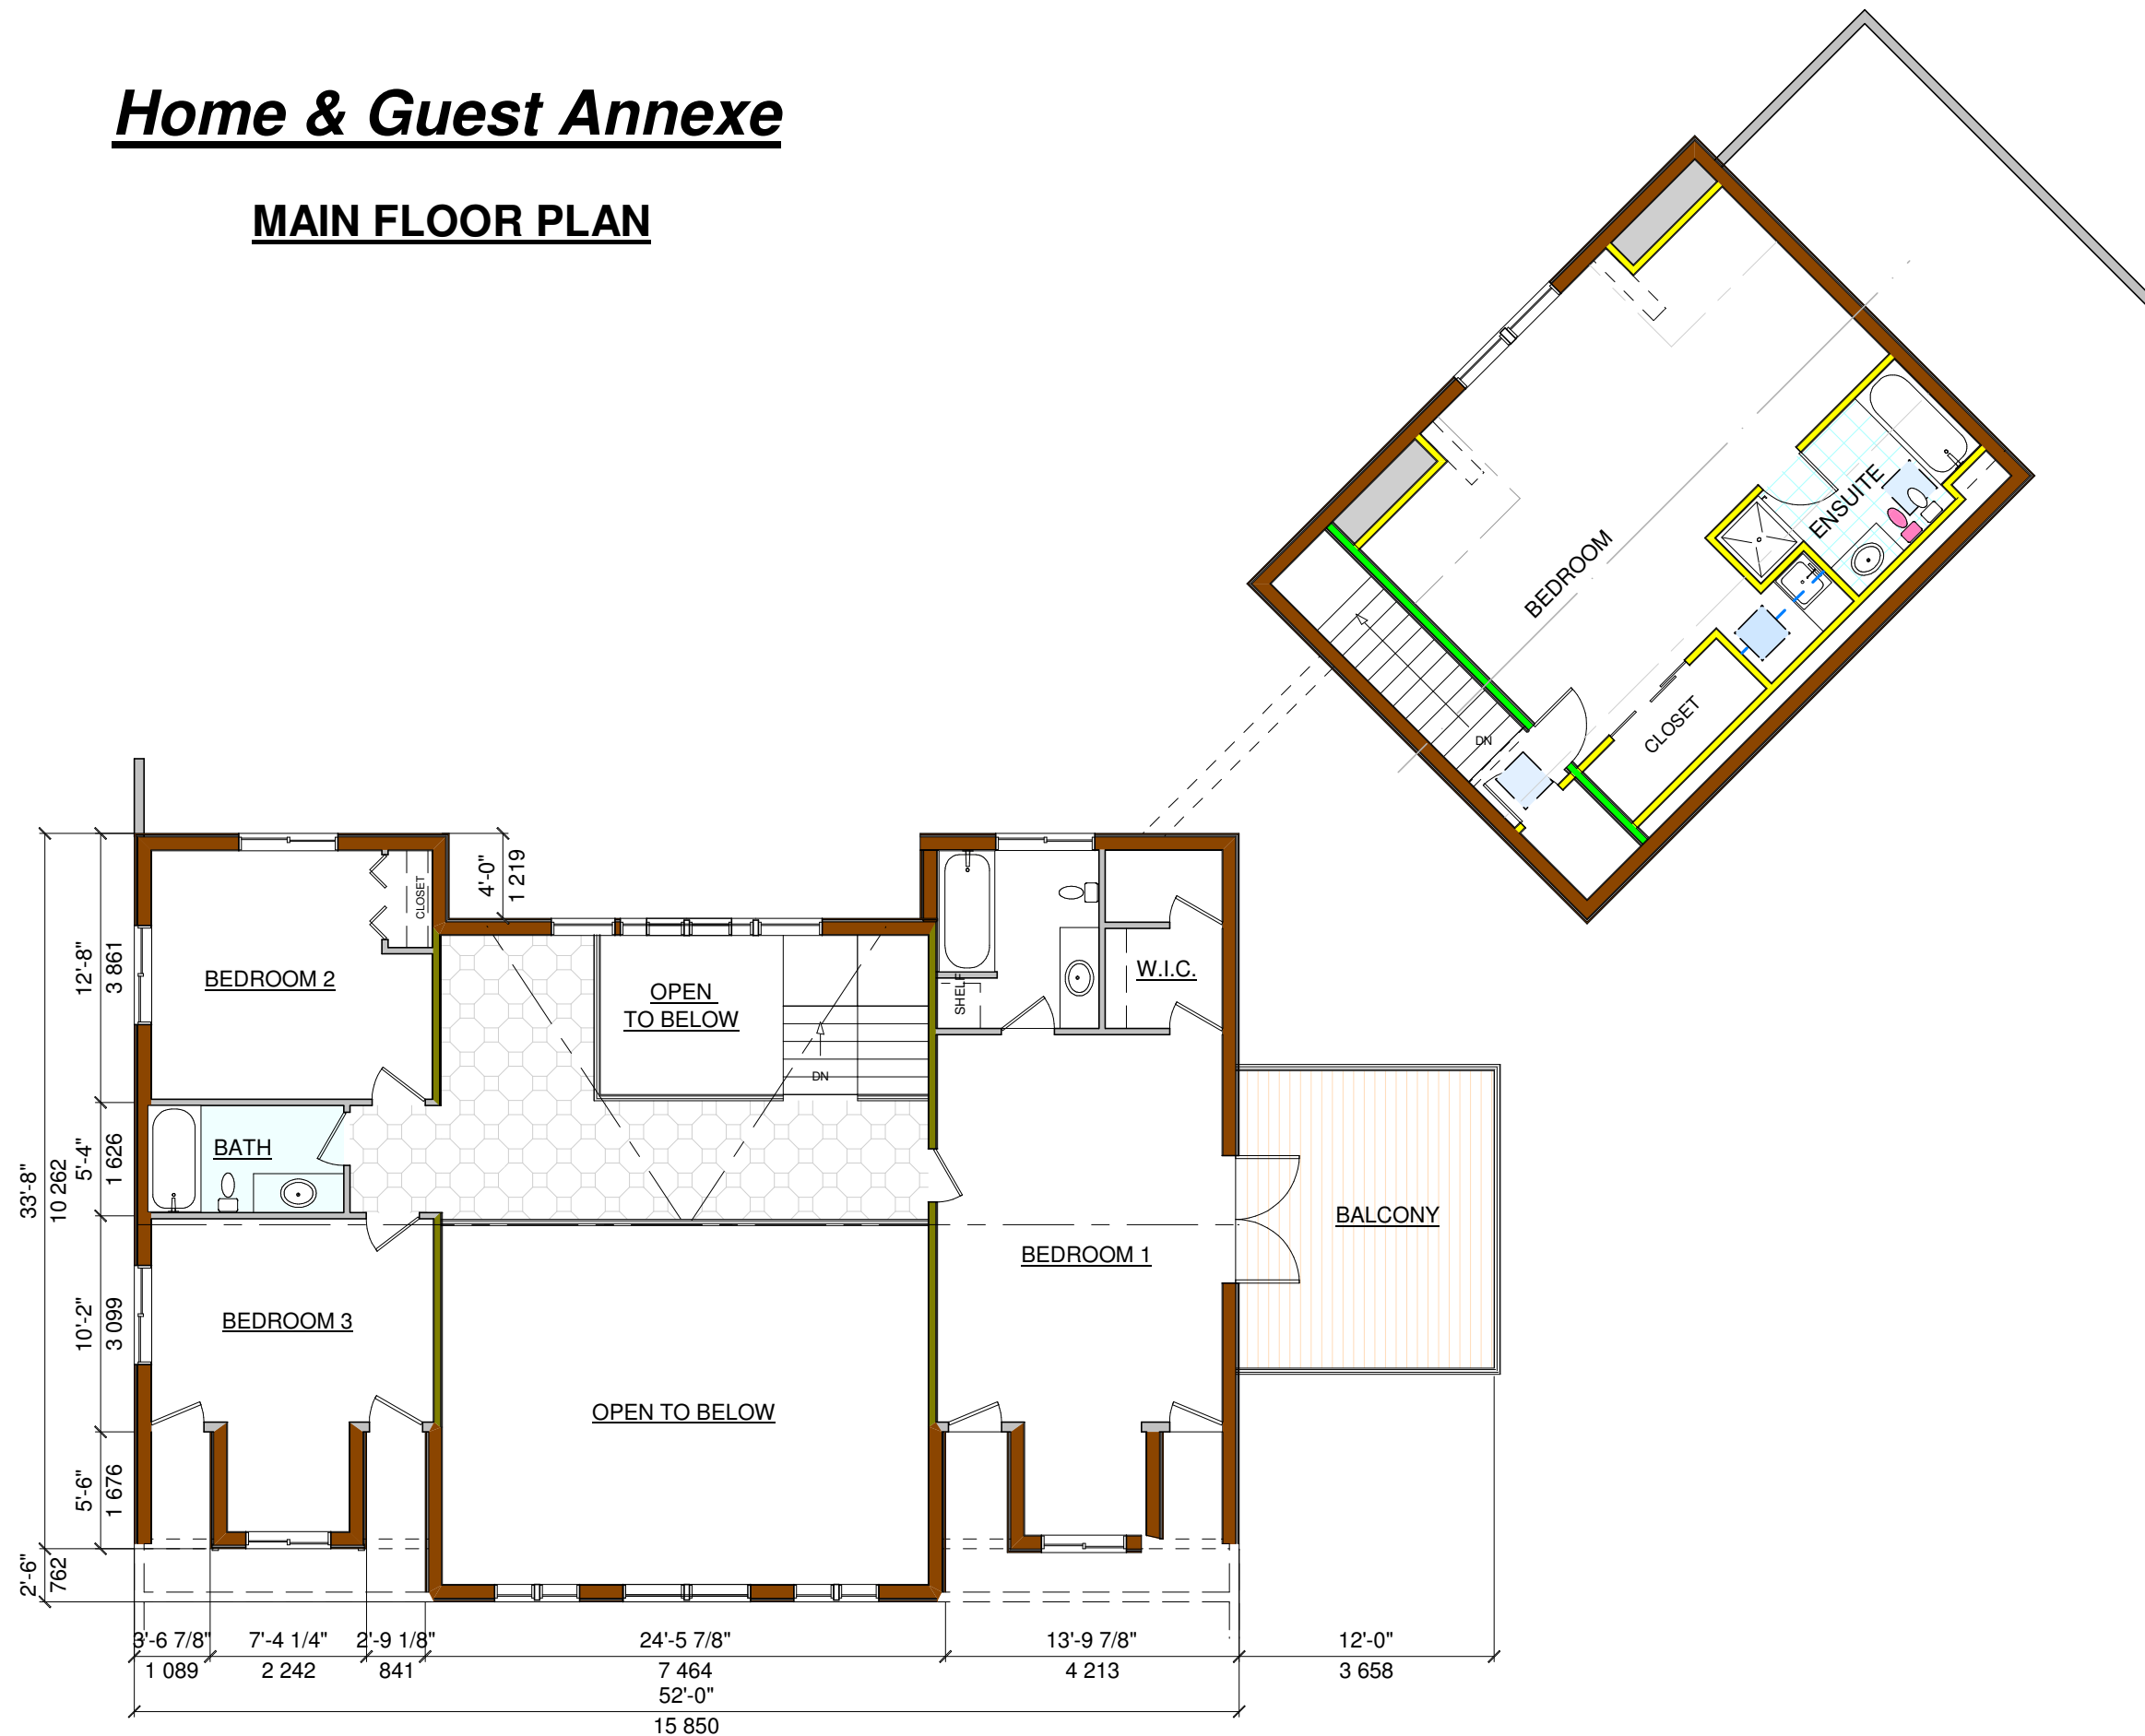 Home & Guest Annexe
MAIN FLOOR PLAN
BEDROOM
ENSUITE
CLOSET
DN
4'-0"
1 219
CLOSET
BEDROOM 2
OPEN
TO BELOW
DN
SHELF
W.I.C.
BATH
BEDROOM 3
OPEN TO BELOW
BEDROOM 1
BALCONY
33'-8"
10 262
12'-8"
3 861
5'-4"
1 626
10'-2"
3 099
5'-6"
1 676
2'-6"
762
3'-6 7/8" 7'-4 1/4" 2'-9 1/8" 24'-5 7/8" 13'-9 7/8" 12'-0"
1 089 2 242 841 7 464 4 213 3 658
52'-0"
15 850